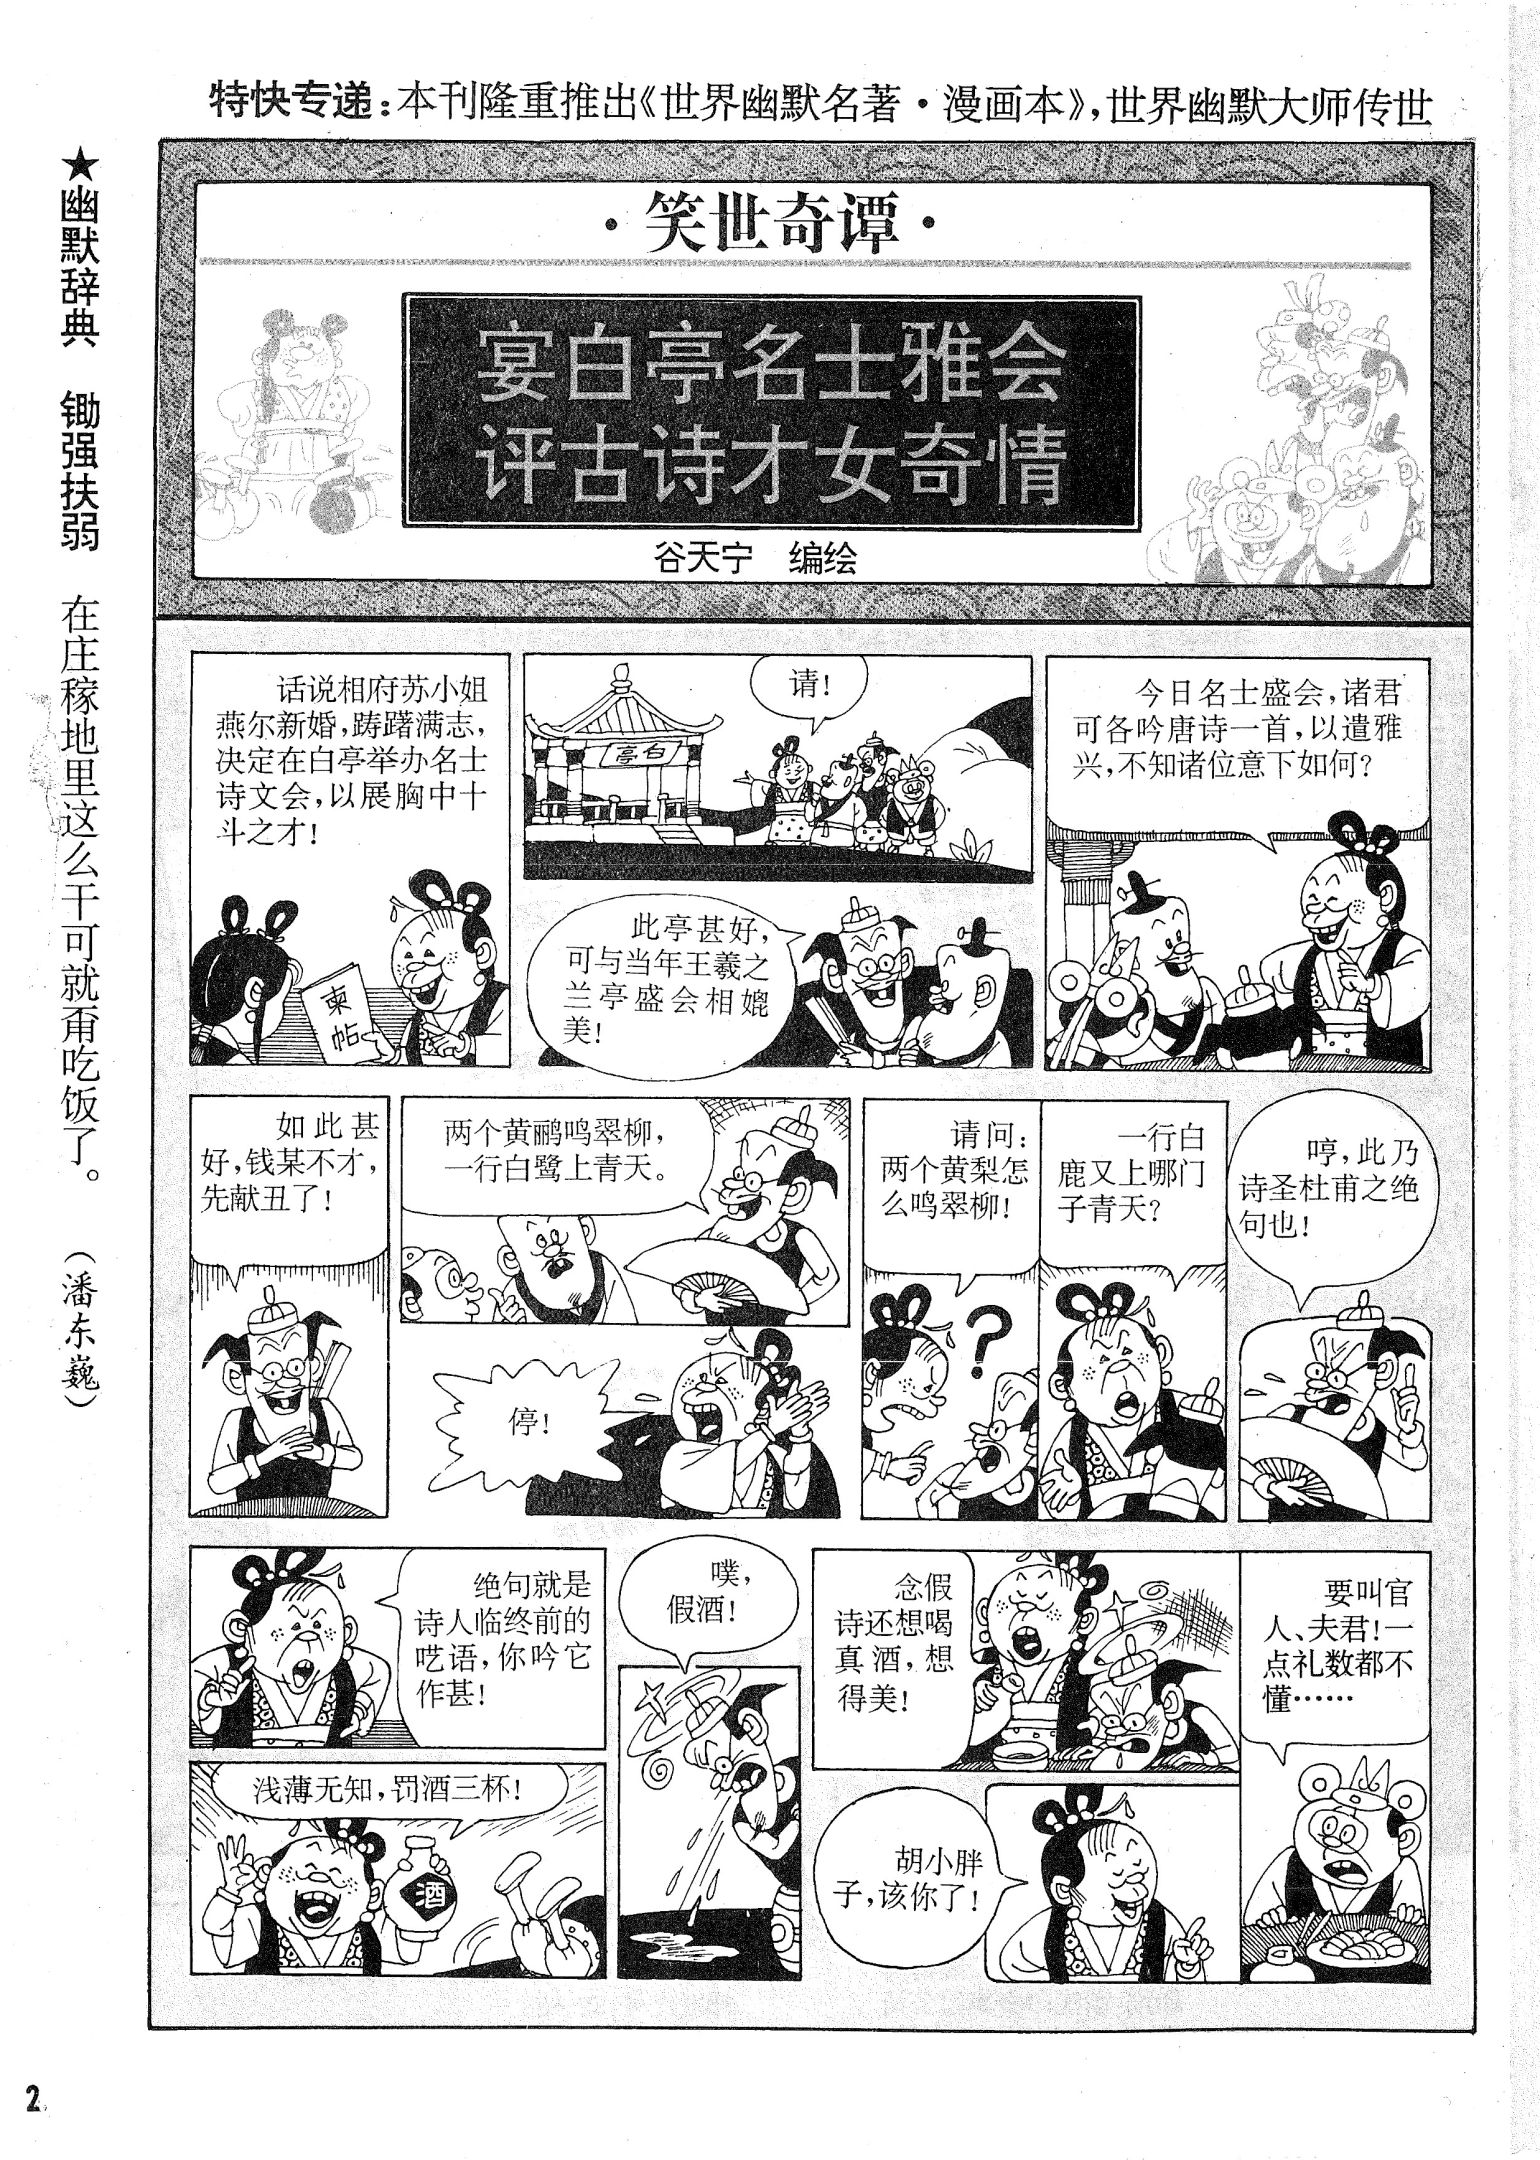 特快专递：本刊隆重推出《世界幽默名著·漫画本》，世界幽默大师传世
★幽默辞典　锄强扶弱　在庄稼地里这么干可就甭吃饭了。　（潘东巍）
·笑世奇谭·
宴白亭名士雅会
评古诗才女奇情
谷天宁　编绘
话说相府苏小姐
燕尔新婚，踌躇满志，
决定在白亭举办名士
诗文会，以展胸中十
斗之才！
柬帖
请！
白亭
此亭甚好，
可与当年王羲之
兰亭盛会相媲
美！
今日名士盛会，诸君
可各吟唐诗一首，以遣雅
兴，不知诸位意下如何？
如此甚
好，钱某不才，
先献丑了！
两个黄鹂鸣翠柳，
一行白鹭上青天。
停！
请问：
两个黄梨怎
么鸣翠柳！
一行白
鹿又上哪门
子青天？
哼，此乃
诗圣杜甫之绝
句也！
绝句就是
诗人临终前的
呓语，你吟它
作甚！
浅薄无知，罚酒三杯！
酒
噗，
假酒！
念假
诗还想喝
真酒，想
得美！
胡小胖
子，该你了！
要叫官
人、夫君！一
点礼数都不
懂……
2